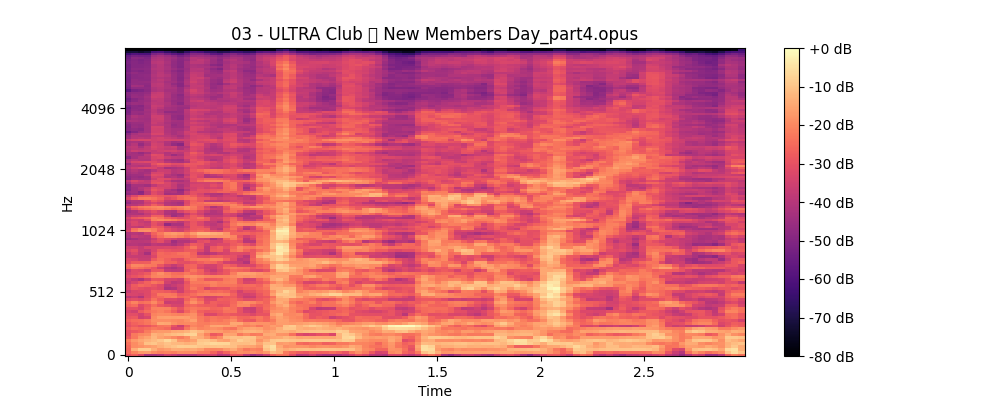 03 - ULTRA Club ▯ New Members Day_part4.opus
+0 dB
4096
-10 dB
-20 dB
2048
-30 dB
Hz
-40 dB
1024
-50 dB
512
-60 dB
-70 dB
0
-80 dB
0 0.5 1 1.5 2 2.5
Time